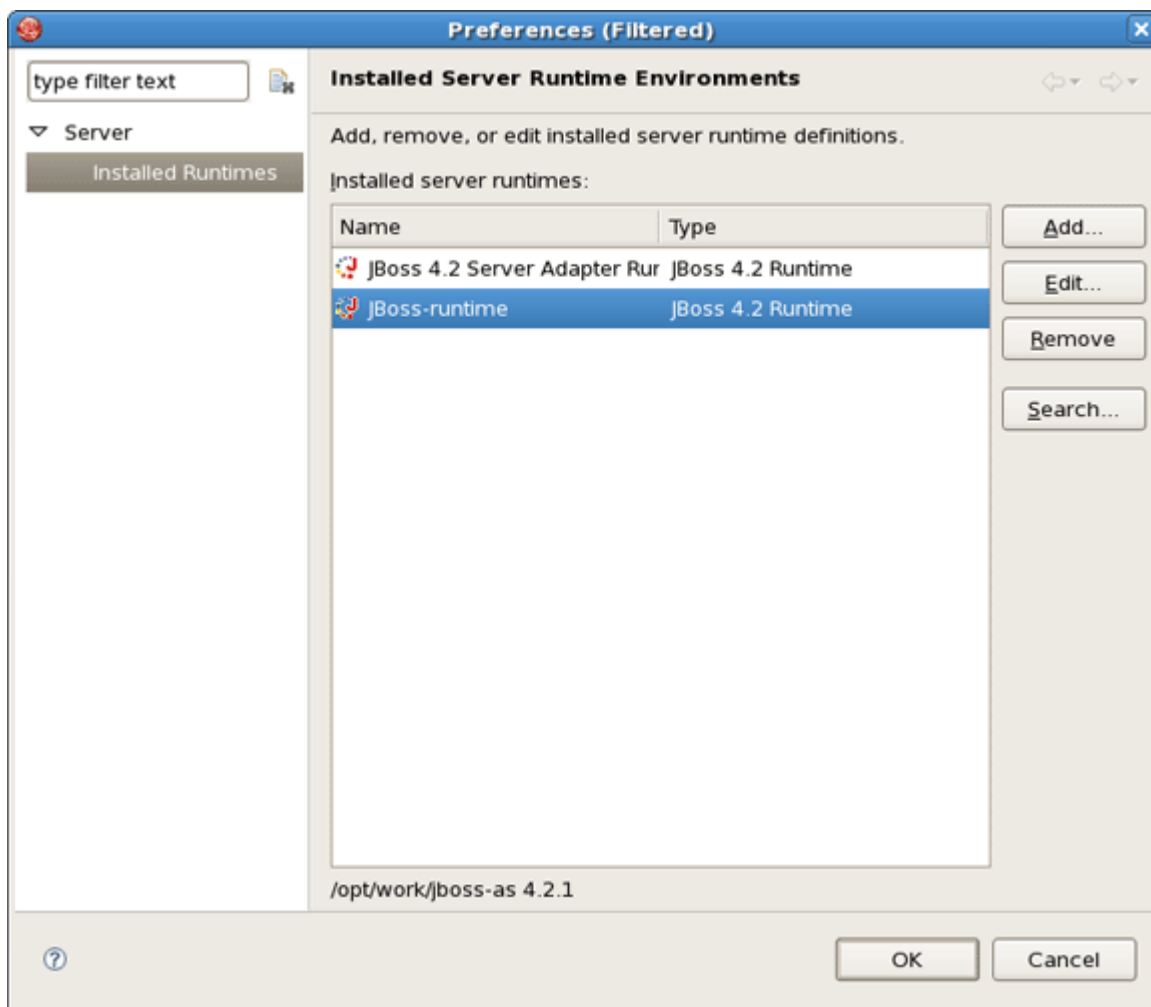 Preferences (Filtered)
type filter text
Server
Installed Runtimes
Installed Server Runtime Environments
Add, remove, or edit installed server runtime definitions.
Installed server runtimes:
Name Type
JBoss 4.2 Server Adapter Rur JBoss 4.2 Runtime
JBoss-runtime JBoss 4.2 Runtime
Add...
Edit...
Remove
Search...
/opt/work/jboss-as 4.2.1
OK Cancel